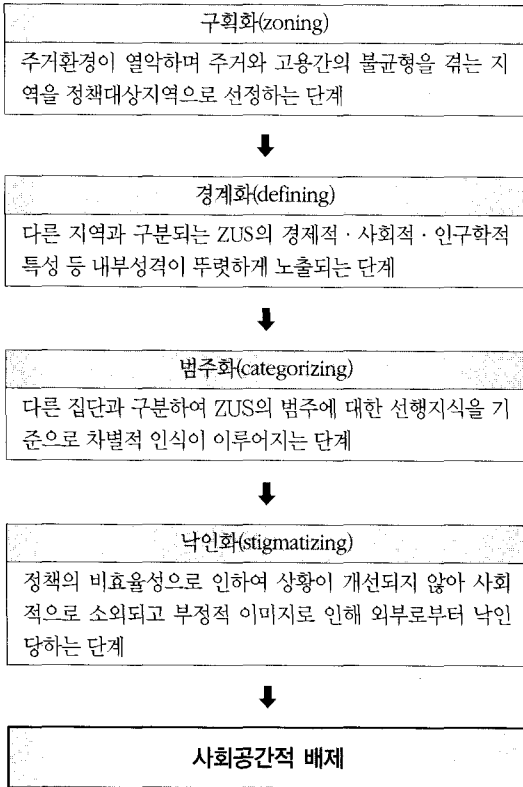 구획화(zoning)
주거환경이 열악하며 주거와 고용간의 불균형을 겪는 지
역을 정책대상지역으로 선정하는 단계
경계화(defining)
다른 지역과 구분되는 ZUS의 경제적·사회적·인구학적
특성 등 내부성격이 뚜렷하게 노출되는 단계
범주화(categorizing)
다른 집단과 구분하여 ZUS의 범주에 대한 선행지식을 기
준으로 차별적 인식이 이루어지는 단계
낙인화(stigmatizing)
정책의 비효율성으로 인하여 상황이 개선되지 않아 사회
적으로 소외되고 부정적 이미지로 인해 외부로부터 낙인
당하는 단계
사회공간적 배제